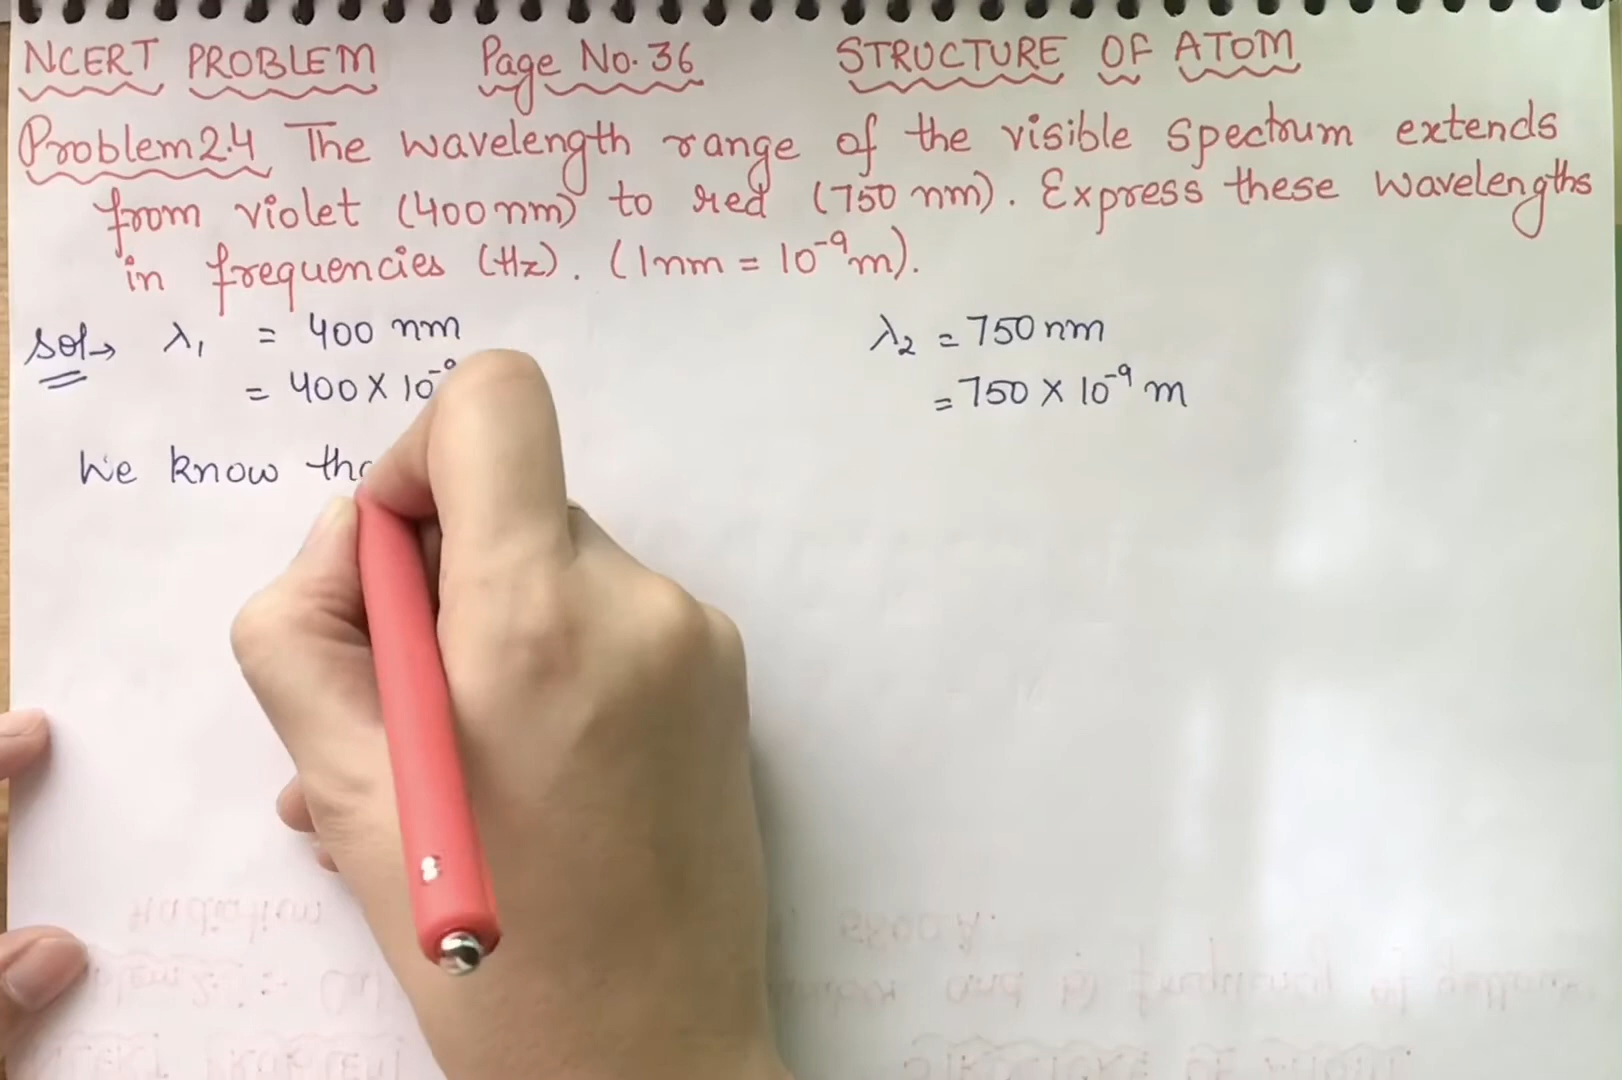 NCERT PROBLEM Page No. 36 STRUCTURE OF ATOM
Problem 2.4 The wavelength range of the visible spectrum extends
from violet (400 nm) to red (750 nm). Express these wavelengths
in frequencies (Hz). (1nm = 10⁻⁹m).
Sol→ λ₁ = 400 nm λ₂ = 750 nm
= 400 × 10⁻⁹ = 750 × 10⁻⁹ m
We know tha